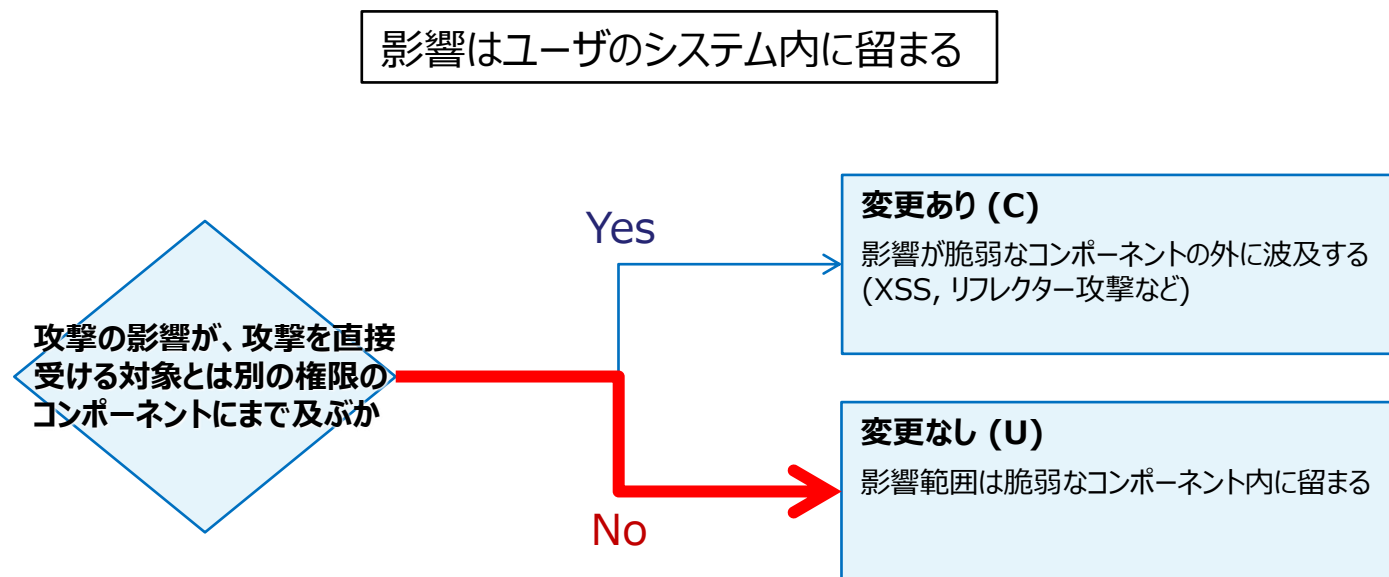 影響はユーザのシステム内に留まる
Yes
変更あり (C)
影響が脆弱なコンポーネントの外に波及する
(XSS, リフレクター攻撃など)
攻撃の影響が、攻撃を直接
受ける対象とは別の権限の
コンポーネントにまで及ぶか
変更なし (U)
影響範囲は脆弱なコンポーネント内に留まる
No